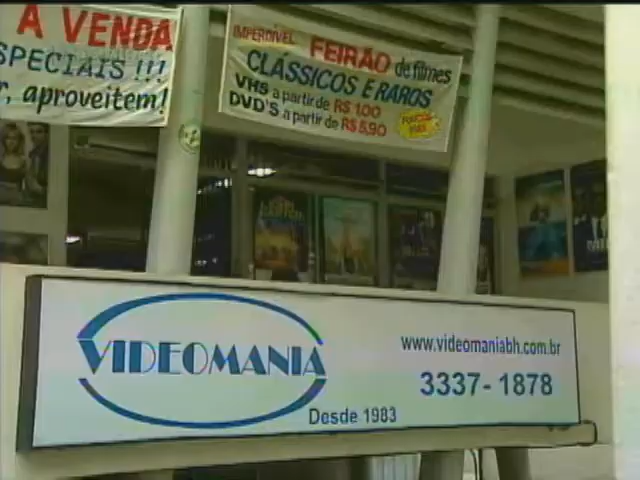 A VENDA
SPECIAIS !!!
r, aproveitem!
IMPERDÍVEL FEIRÃO de filmes
CLÁSSICOS E RAROS
VHS a partir de R$ 1,00
DVD'S a partir de R$ 5,90
VIDEOMANIA
Desde 1983
www.videomaniabh.com.br
3337-1878